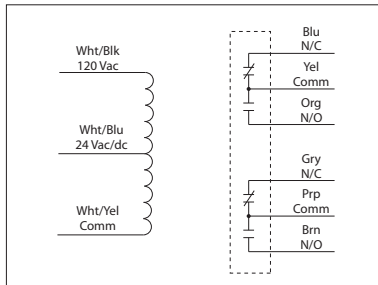 Wht/Blk
120 Vac
Wht/Blu
24 Vac/dc
Wht/Yel
Comm
Blu
N/C
Yel
Comm
Org
N/O
Gry
N/C
Prp
Comm
Brn
N/O